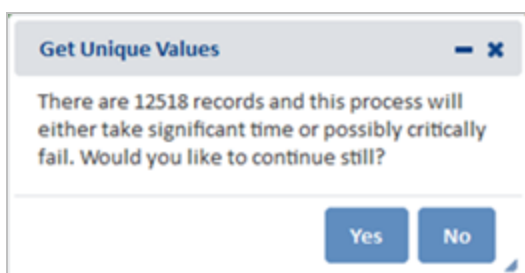 Get Unique Values
There are 12518 records and this process will
either take significant time or possibly critically
fail. Would you like to continue still?
Yes No